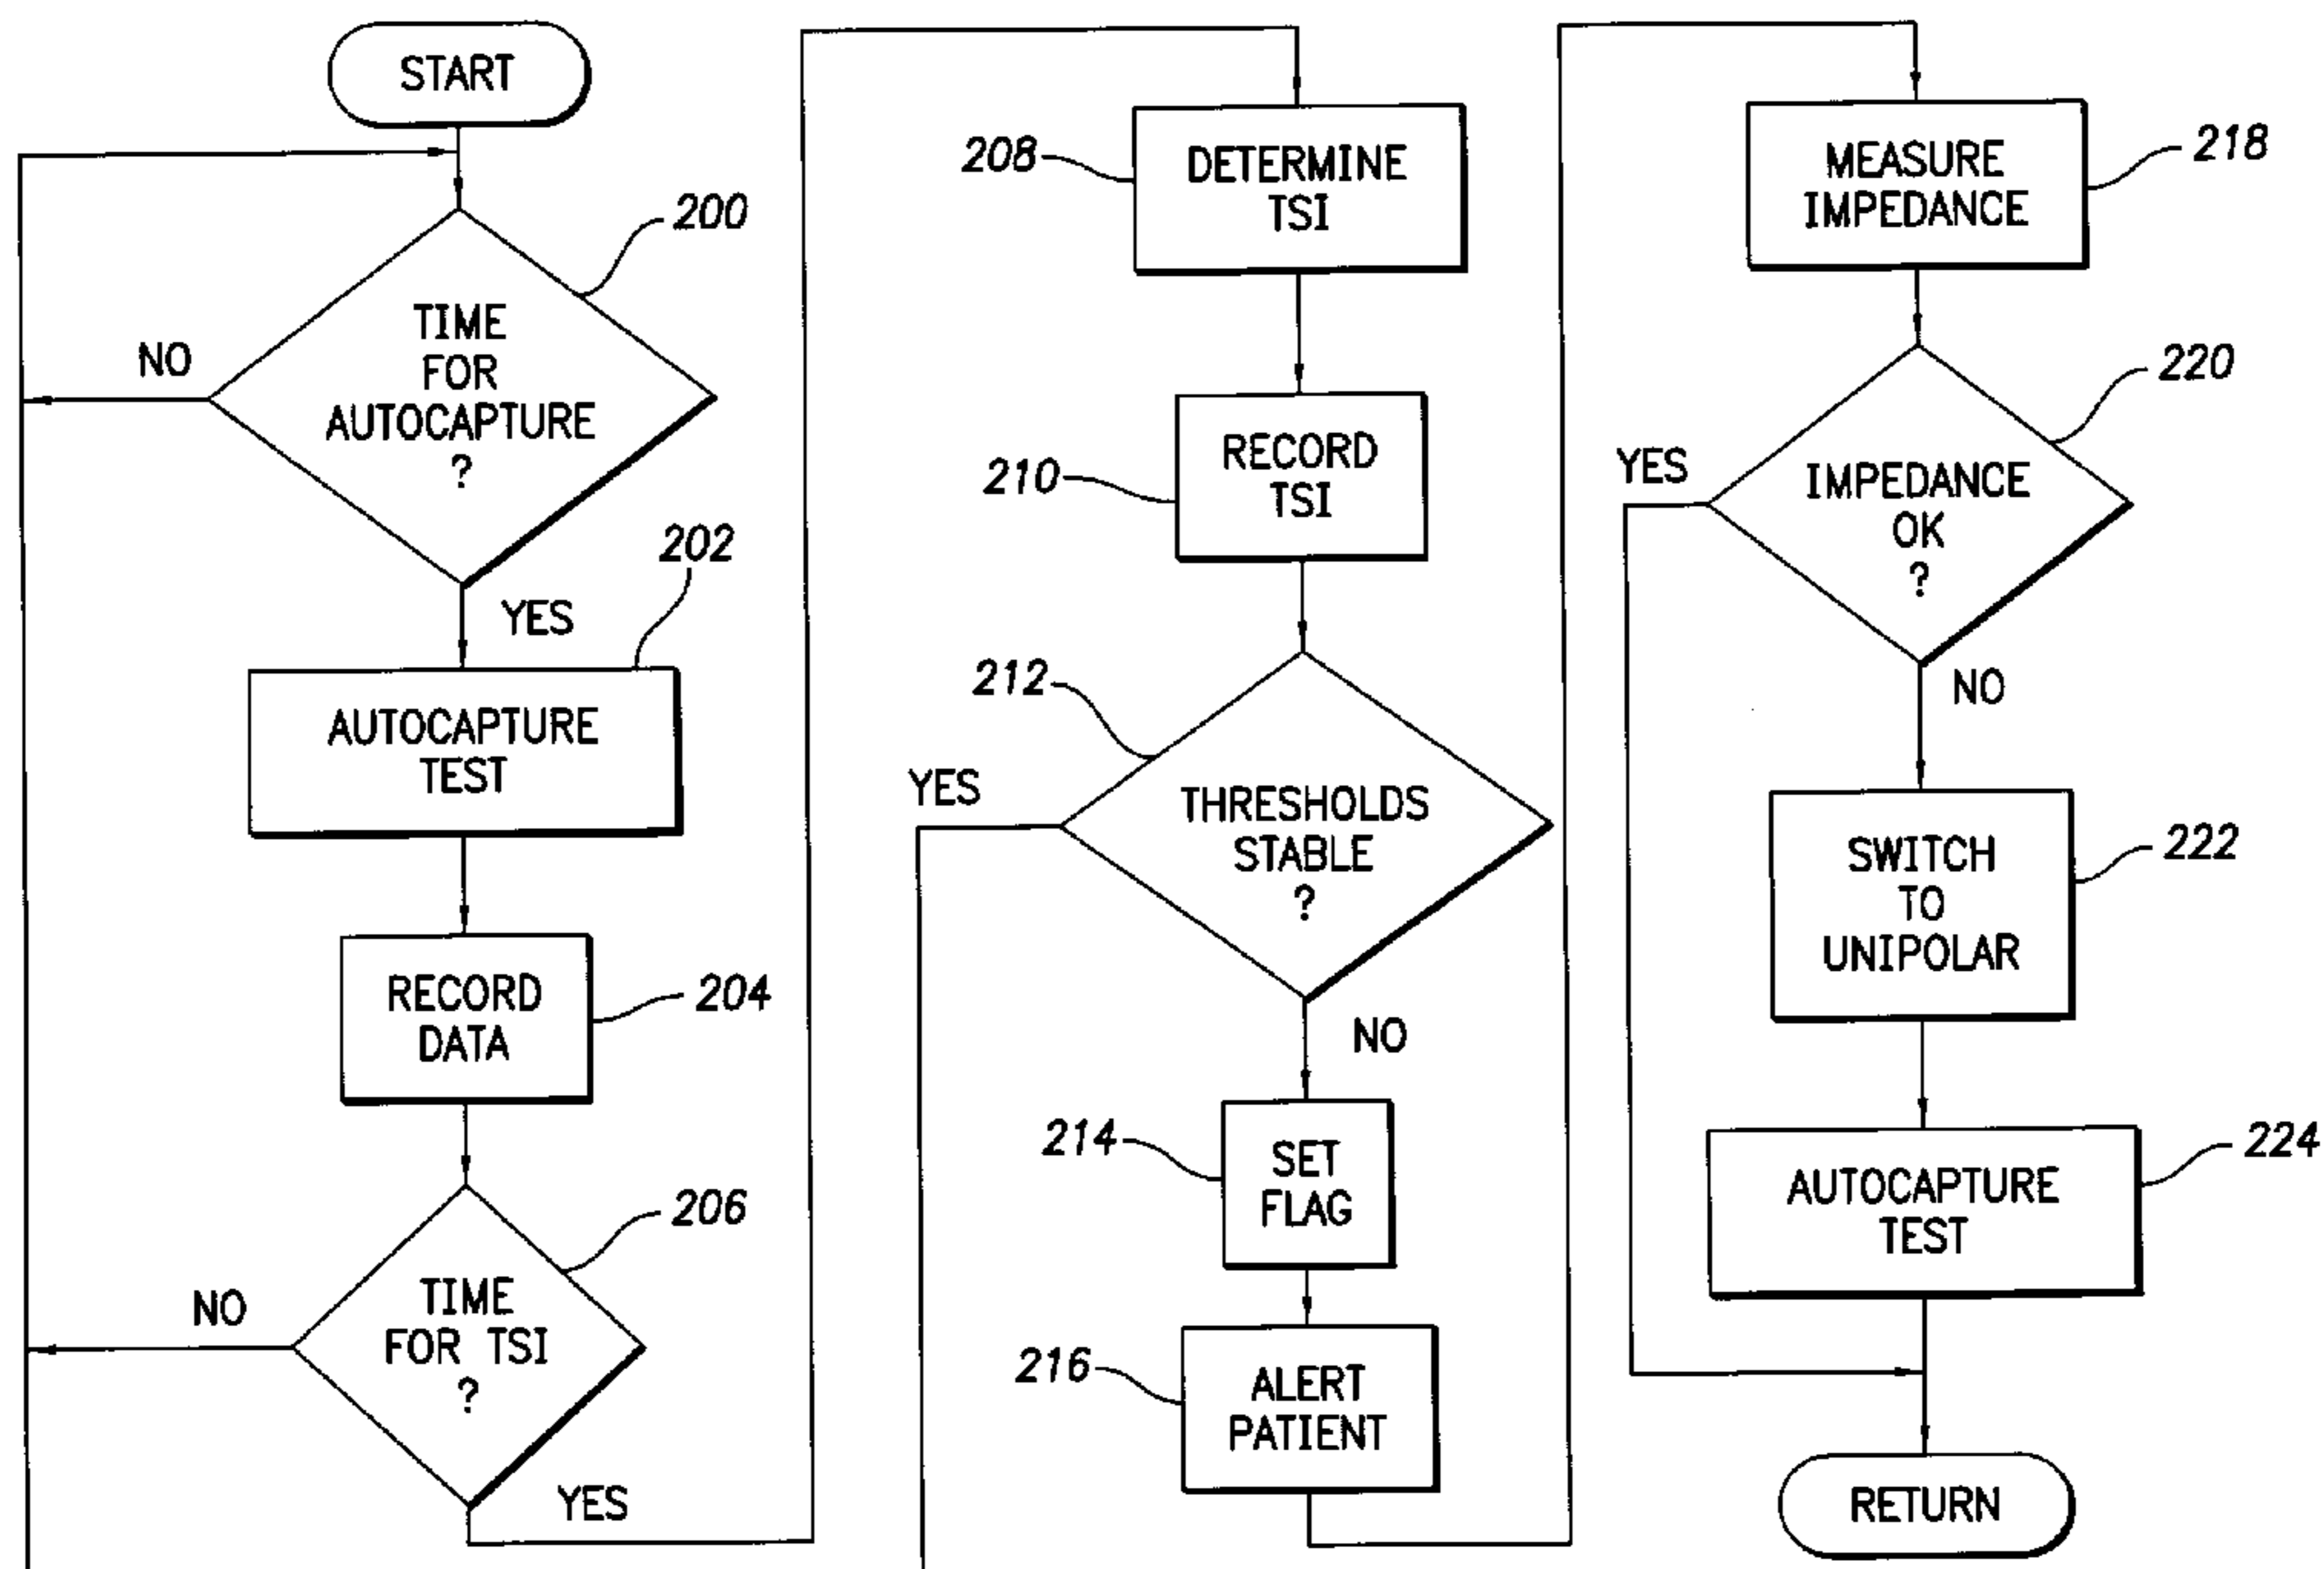 START
200
TIME
FOR
AUTOCAPTURE
?
NO
YES
202
AUTOCAPTURE
TEST
RECORD
DATA
204
206
TIME
FOR TSI
?
NO
YES
208
DETERMINE
TSI
210
RECORD
TSI
212
THRESHOLDS
STABLE
?
YES
NO
214
SET
FLAG
216
ALERT
PATIENT
MEASURE
IMPEDANCE
218
220
IMPEDANCE
OK
?
YES
NO
SWITCH
TO
UNIPOLAR
222
AUTOCAPTURE
TEST
224
RETURN